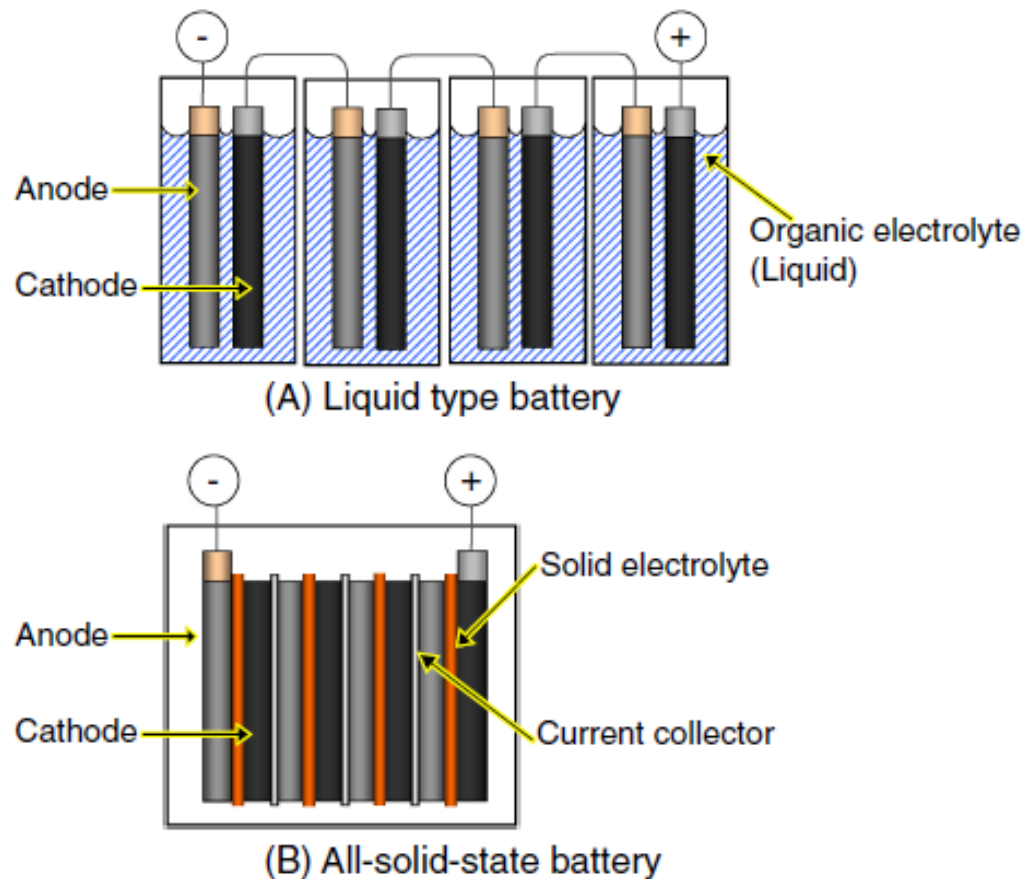 -
+
Anode
Cathode
Organic electrolyte
(Liquid)
(A) Liquid type battery
-
+
Solid electrolyte
Anode
Cathode
Current collector
(B) All-solid-state battery